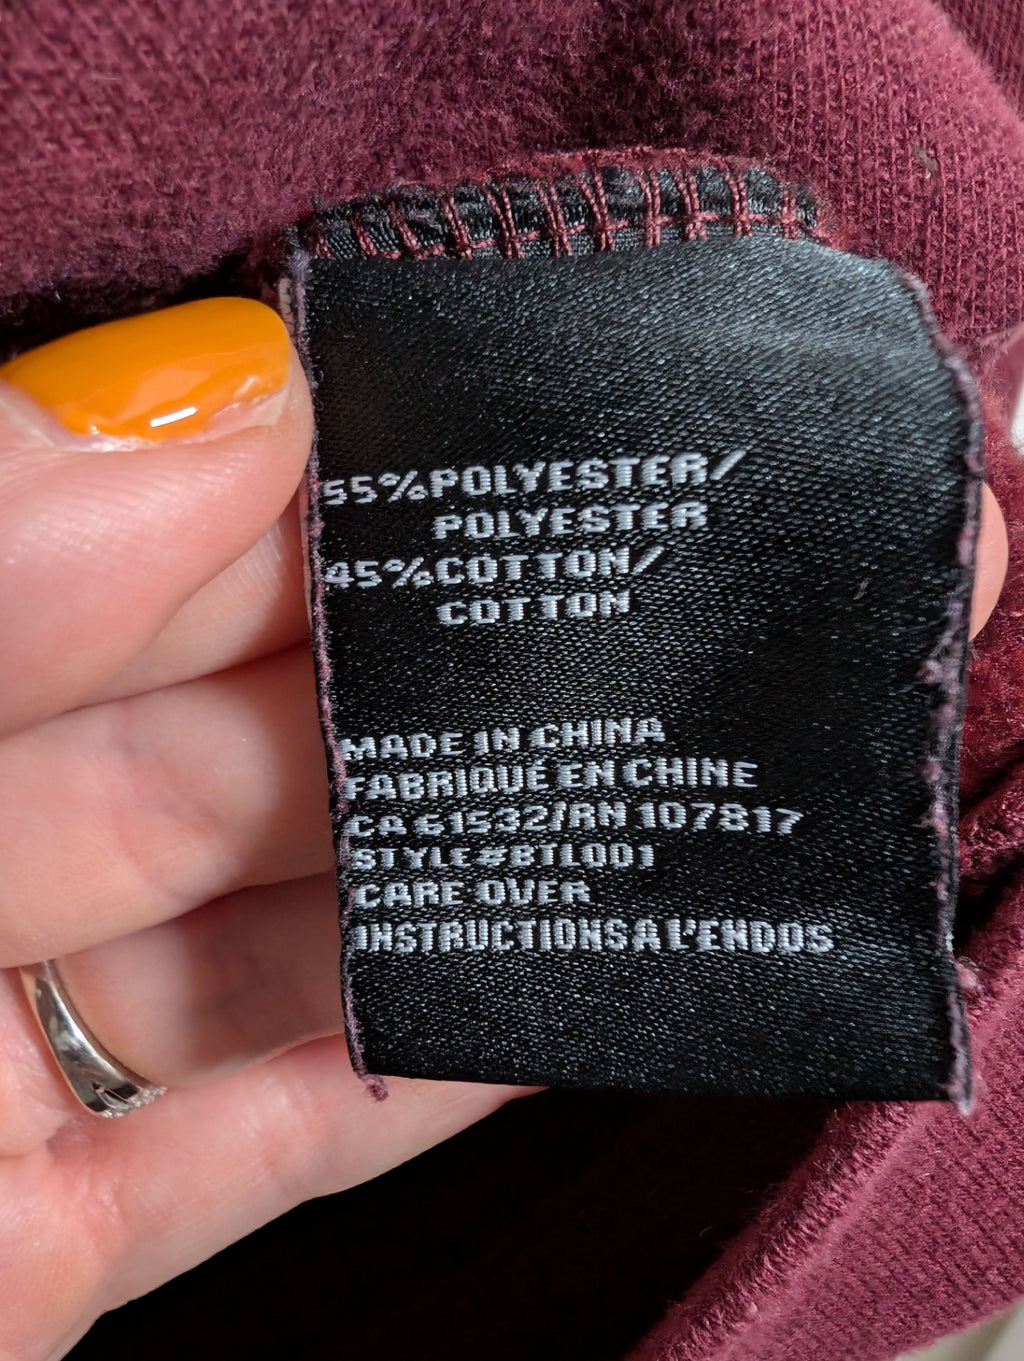 55%POLYESTER/
POLYESTER
45%COTTON/
COTTON
MADE IN CHINA
FABRIQUÉ EN CHINE
CA 61532/RN 107817
STYLE#BTL001
CARE OVER
INSTRUCTIONS A L'ENDOS